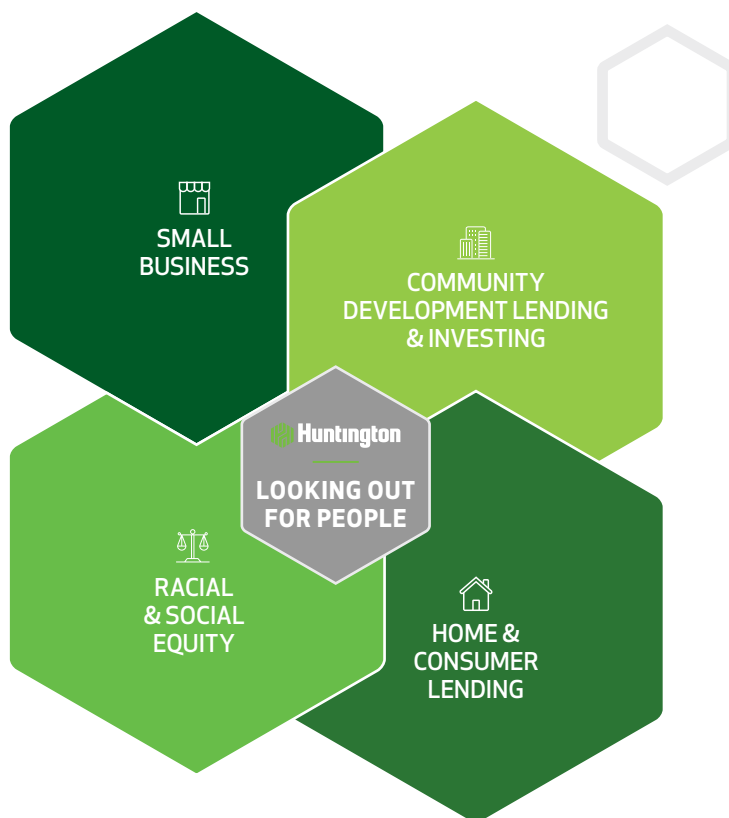 SMALL
BUSINESS
COMMUNITY
DEVELOPMENT LENDING
& INVESTING
Huntington
LOOKING OUT
FOR PEOPLE
RACIAL
& SOCIAL
EQUITY
HOME &
CONSUMER
LENDING